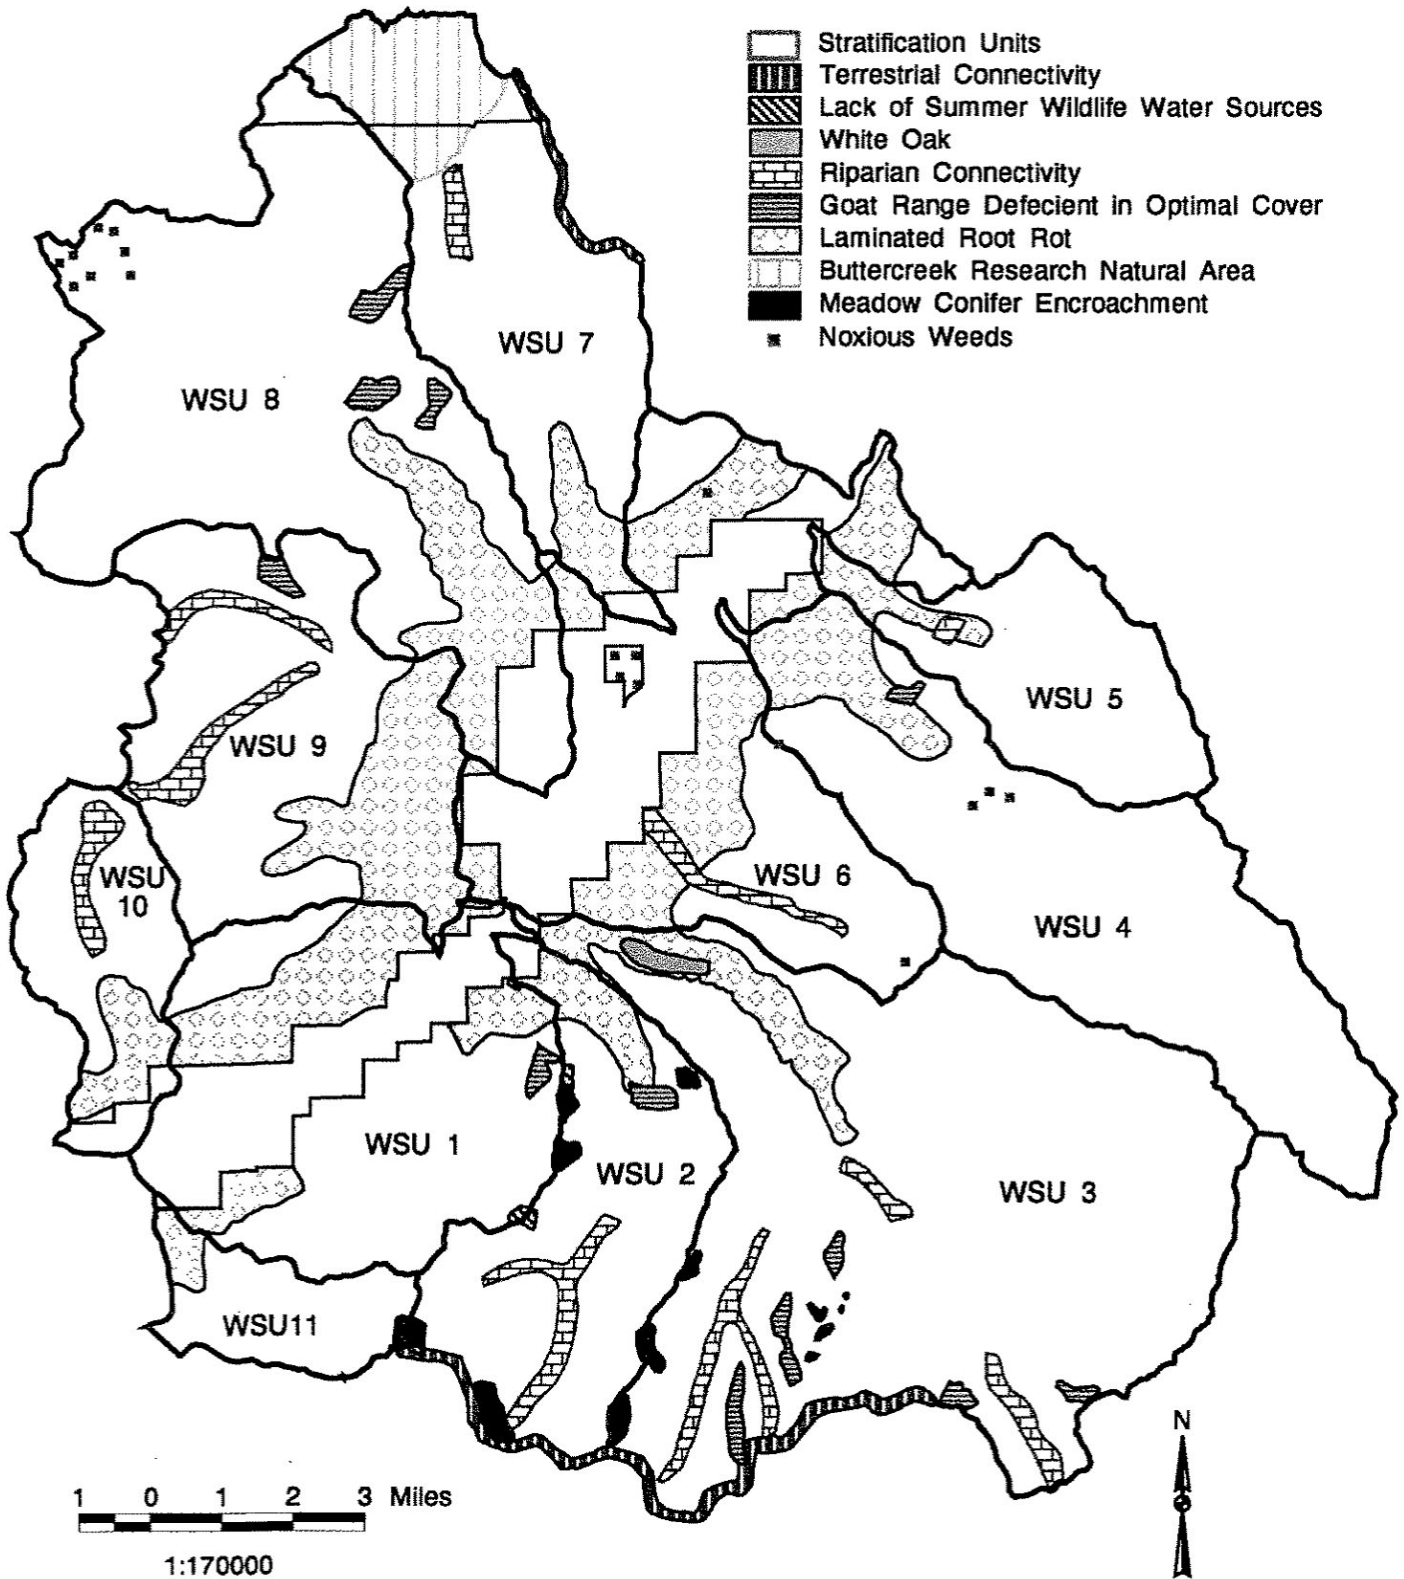 Stratification Units
Terrestrial Connectivity
Lack of Summer Wildlife Water Sources
White Oak
Riparian Connectivity
Goat Range Defecient in Optimal Cover
Laminated Root Rot
Buttercreek Research Natural Area
Meadow Conifer Encroachment
Noxious Weeds
WSU 7
WSU 8
WSU 5
WSU 9
WSU 6
WSU
10
WSU 4
WSU 1
WSU 2
WSU 3
WSU11
N
1 0 1 2 3 Miles
1:170000